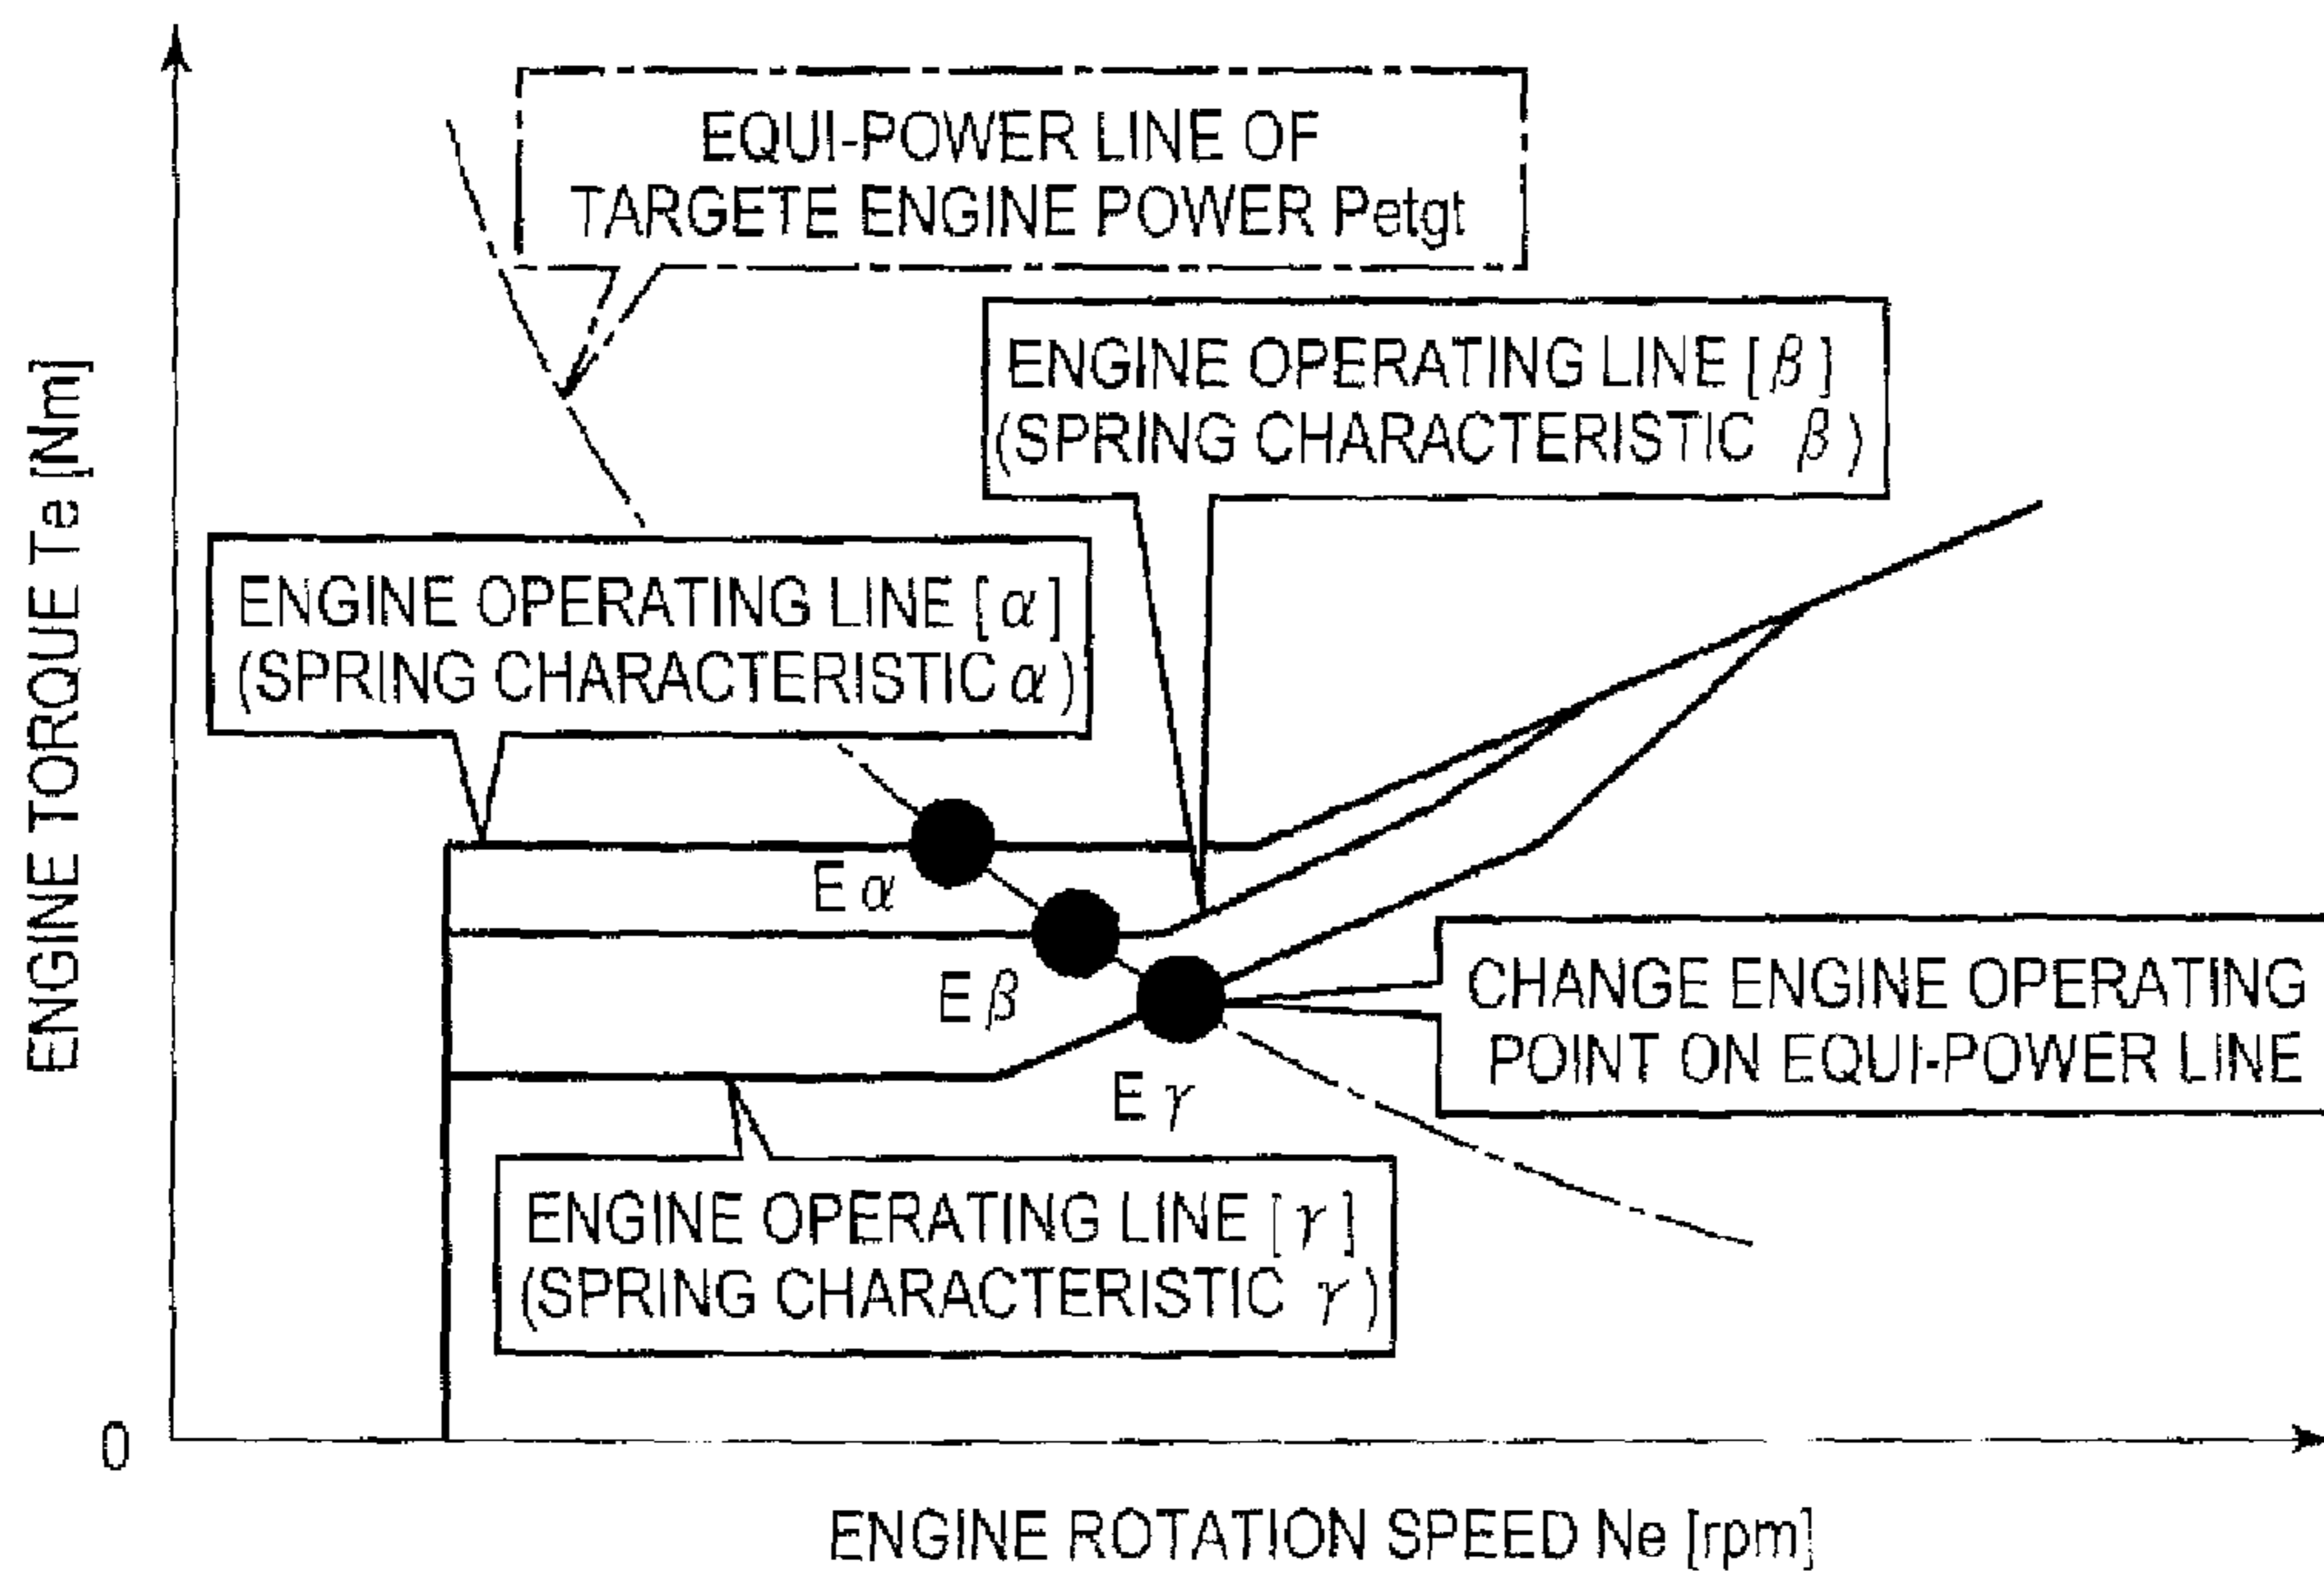 EQUI-POWER LINE OF
TARGETE ENGINE POWER Petgt
ENGINE OPERATING LINE [β]
(SPRING CHARACTERISTIC β)
ENGINE OPERATING LINE [α]
(SPRING CHARACTERISTIC α)
Eα
Eβ
Eγ
CHANGE ENGINE OPERATING
POINT ON EQUI-POWER LINE
ENGINE OPERATING LINE [γ]
(SPRING CHARACTERISTIC γ)
ENGINE TORQUE Te [Nm]
0
ENGINE ROTATION SPEED Ne [rpm]